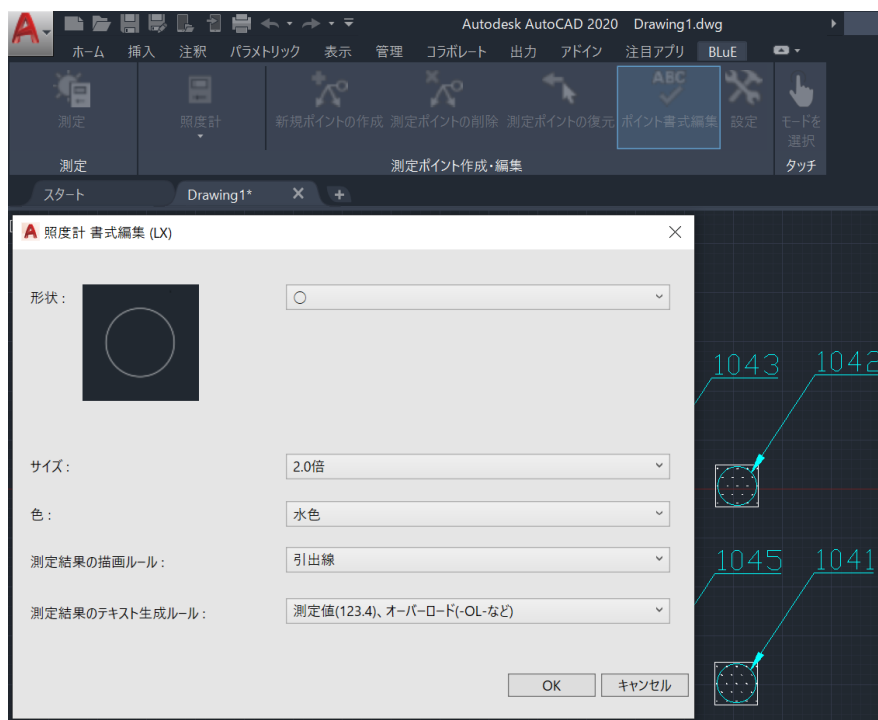 Autodesk AutoCAD 2020 Drawing1.dwg
ホーム 挿入 注釈 パラメトリック 表示 管理 コラボレート 出力 アドイン 注目アプリ BLuE
ABC
測定 照度計 新規ポイントの作成 測定ポイントの削除 測定ポイントの復元 ポイント書式編集 設定 モードを
選択
測定 測定ポイント作成・編集 タッチ
スタート Drawing1*
照度計 書式編集 (LX)
形状 : ○
1043 1042
サイズ : 2.0倍
色 : 水色
測定結果の描画ルール : 引出線
1045 1041
測定結果のテキスト生成ルール : 測定値(123.4)、オーバーロード(-OL-など)
OK キャンセル